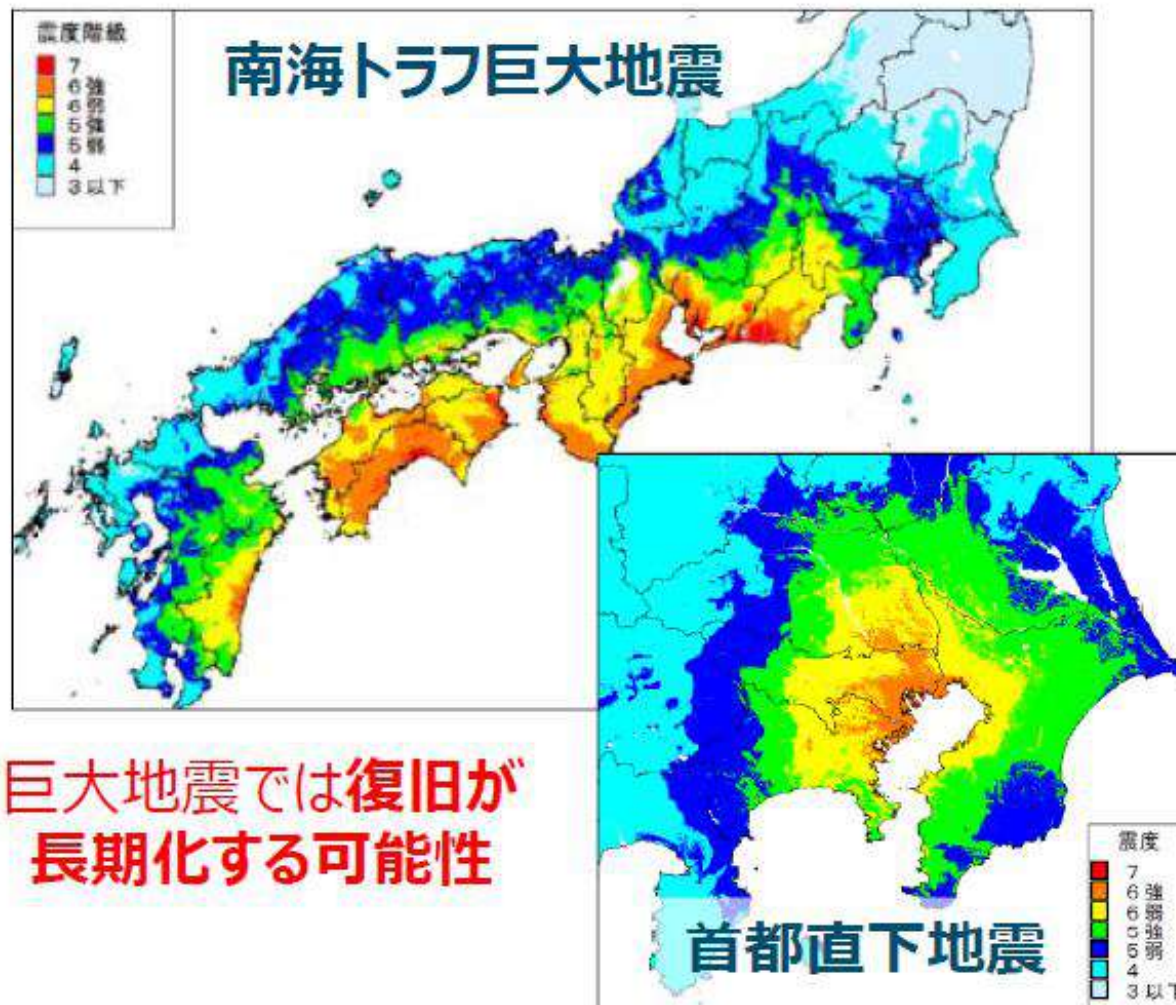 震度階級
7
6強
6弱
5強
5弱
4
3以下
南海トラフ巨大地震
巨大地震では復旧が
長期化する可能性
震度
7
6強
6弱
5強
5弱
4
3以下
首都直下地震